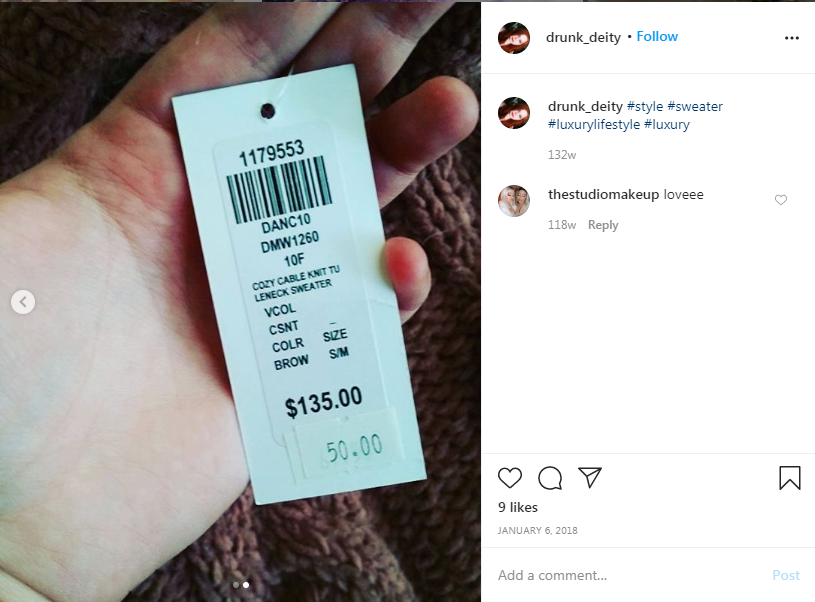 1179553
DANC10
DMW1260
10F
COZY CABLE KNIT TU
LENECK SWEATER
VCOL
CSNT _
COLR SIZE
BROW S/M
$135.00
50.00
drunk_deity • Follow
drunk_deity #style #sweater
#luxurylifestyle #luxury
132w
thestudiomakeup loveee
118w Reply
9 likes
JANUARY 6, 2018
Add a comment... Post